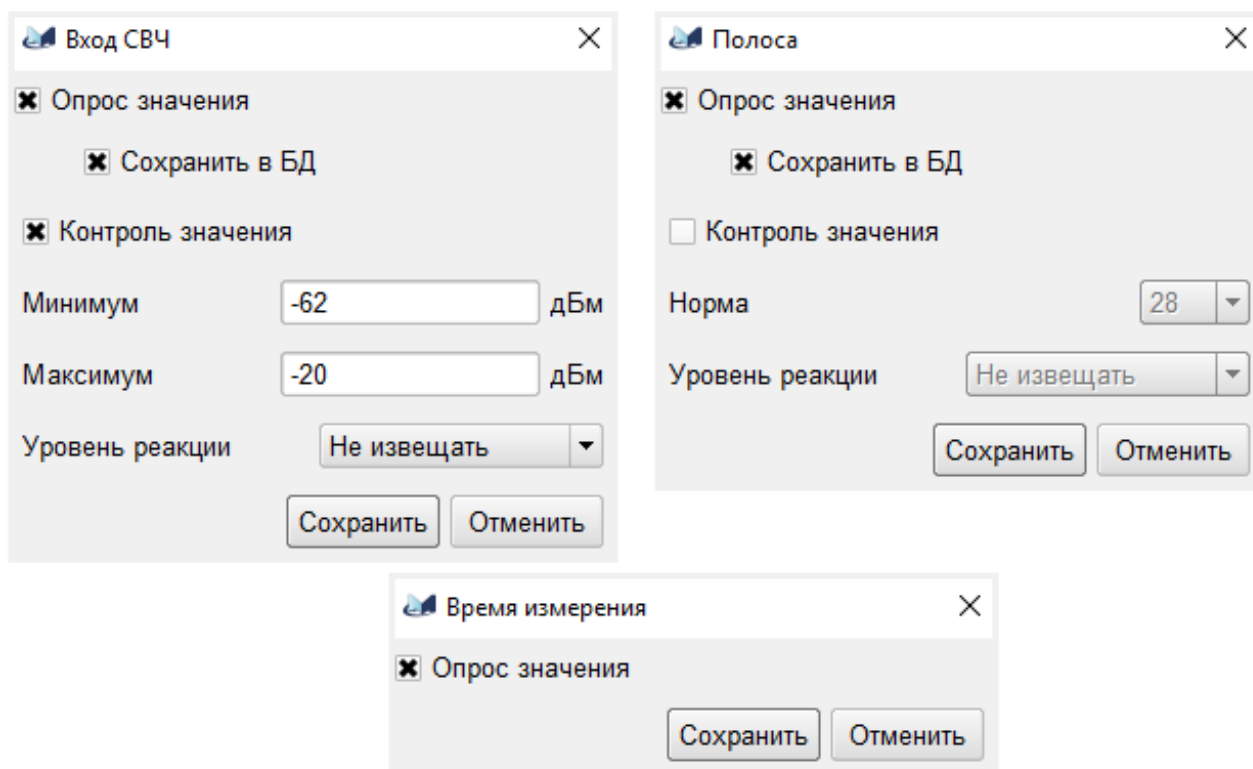 Вход СВЧ
Опрос значения
Сохранить в БД
Контроль значения
Минимум -62 дБм
Максимум -20 дБм
Уровень реакции Не извещать
Сохранить Отменить
Полоса
Опрос значения
Сохранить в БД
Контроль значения
Норма 28
Уровень реакции Не извещать
Сохранить Отменить
Время измерения
Опрос значения
Сохранить Отменить